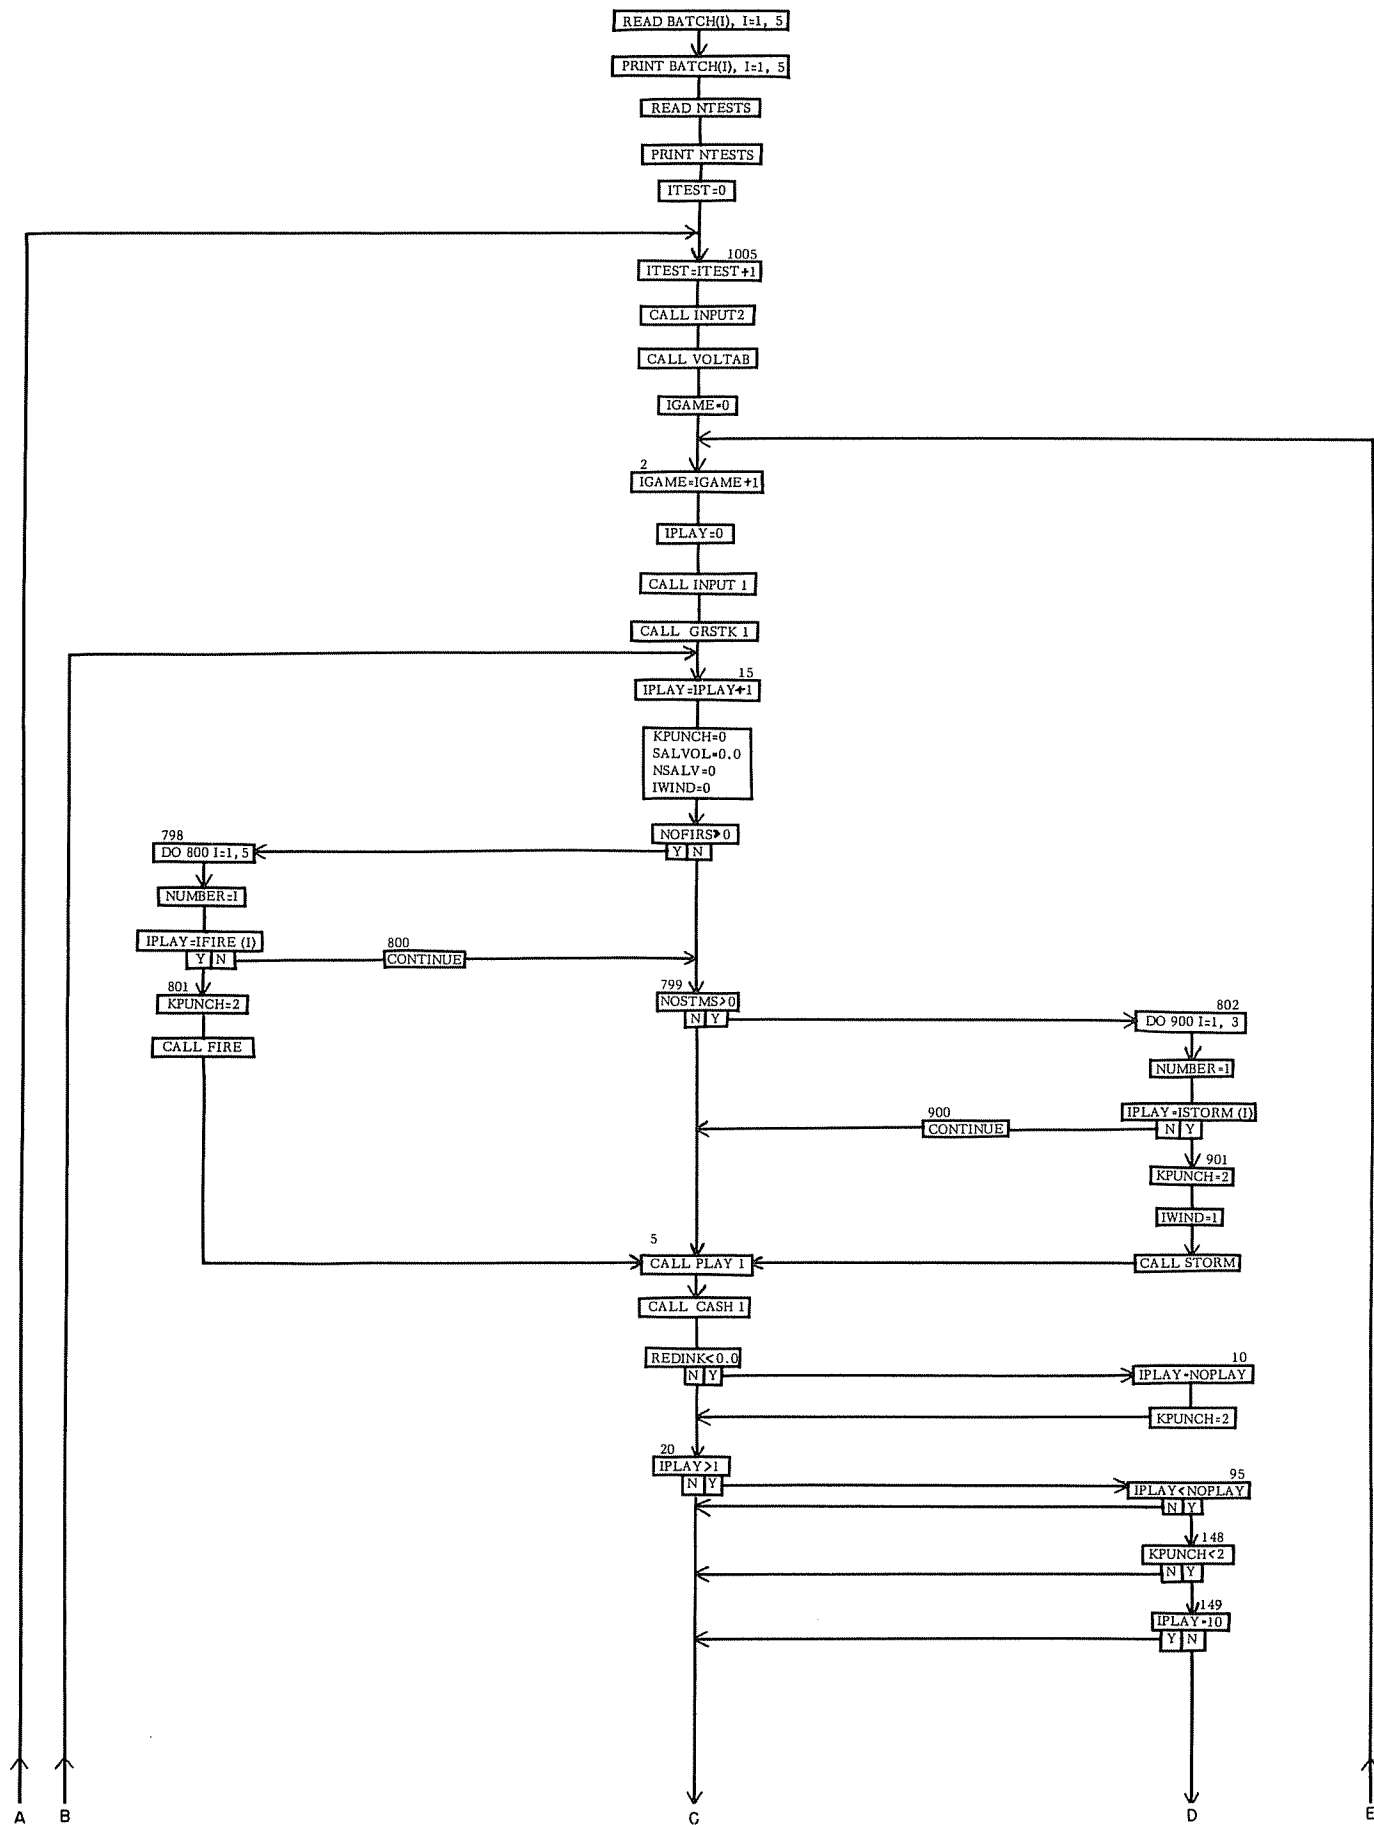 READ BATCH(I), I=1, 5
PRINT BATCH(I), I=1, 5
READ NTESTS
PRINT NTESTS
ITEST=0
1005
ITEST=ITEST+1
CALL INPUT2
CALL VOLTAB
IGAME=0
2
IGAME=IGAME+1
IPLAY=0
CALL INPUT 1
CALL GRSTK 1
15
IPLAY=IPLAY+1
KPUNCH=0
SALVOL=0.0
NSALV=0
IWIND=0
NOFIRS>0
Y N
798
DO 800 I=1,5
NUMBER=I
IPLAY=IFIRE (I)
Y N
800
CONTINUE
801
KPUNCH=2
CALL FIRE
799
NOSTMS>0
N Y
802
DO 900 I=1, 3
NUMBER=1
IPLAY=ISTORM (I)
N Y
900
CONTINUE
901
KPUNCH=2
IWIND=1
CALL STORM
5
CALL PLAY 1
CALL CASH 1
REDINK<0.0
N Y
10
IPLAY=NOPLAY
KPUNCH=2
20
IPLAY>1
N Y
95
IPLAY<NOPLAY
N Y
148
KPUNCH<2
N Y
149
IPLAY=10
Y N
A B C D E